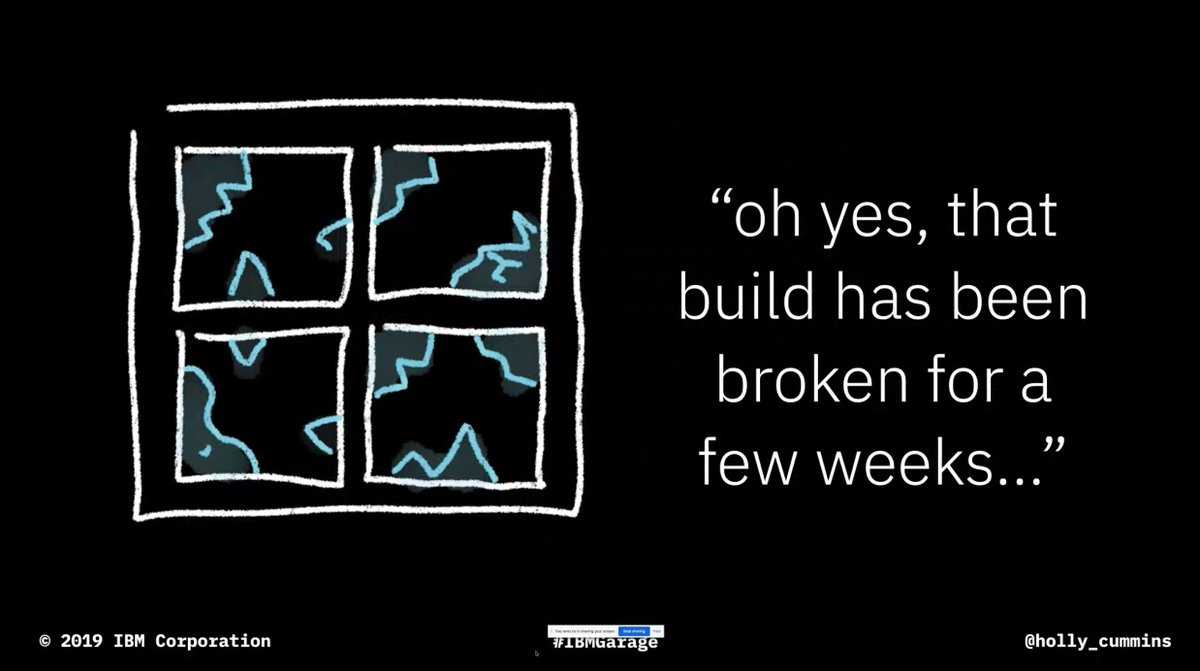 “oh yes, that
build has been
broken for a
few weeks...”
© 2019 IBM Corporation
#IBMGarage
@holly_cummins